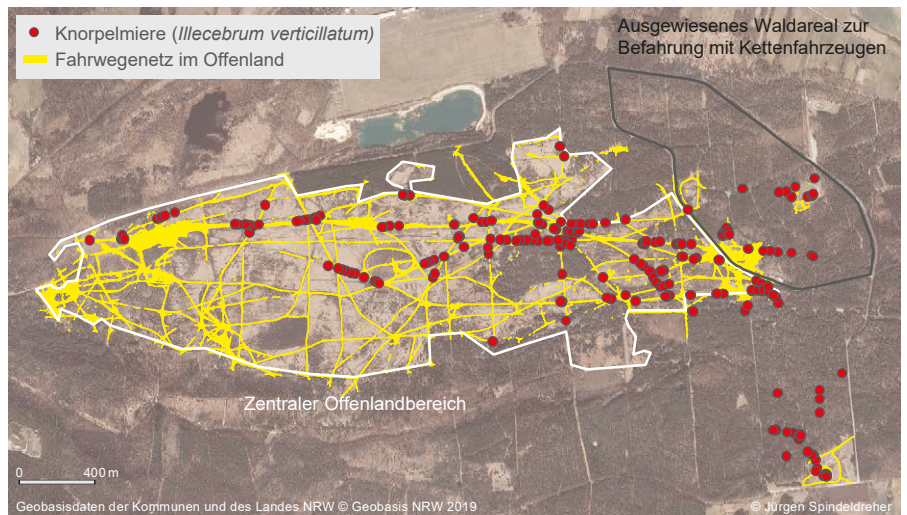 Knorpelmiere (Illecebrum verticillatum)
Fahrwegenetz im Offenland
Ausgewiesenes Waldareal zur
Befahrung mit Kettenfahrzeugen
Zentraler Offenlandbereich
0 400 m
Geobasisdaten der Kommunen und des Landes NRW © Geobasis NRW 2019
© Jürgen Spindeldreher